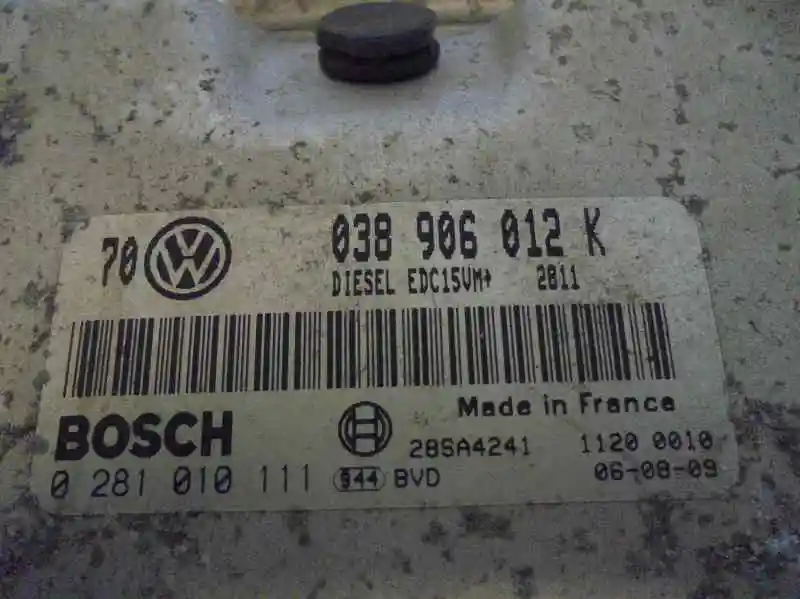 70 VW 038 906 012 K
DIESEL EDC15VM+ 2811
Made in France
BOSCH 28SA4241 1120 0010
0 281 010 111 S44 BVD 06-08-09